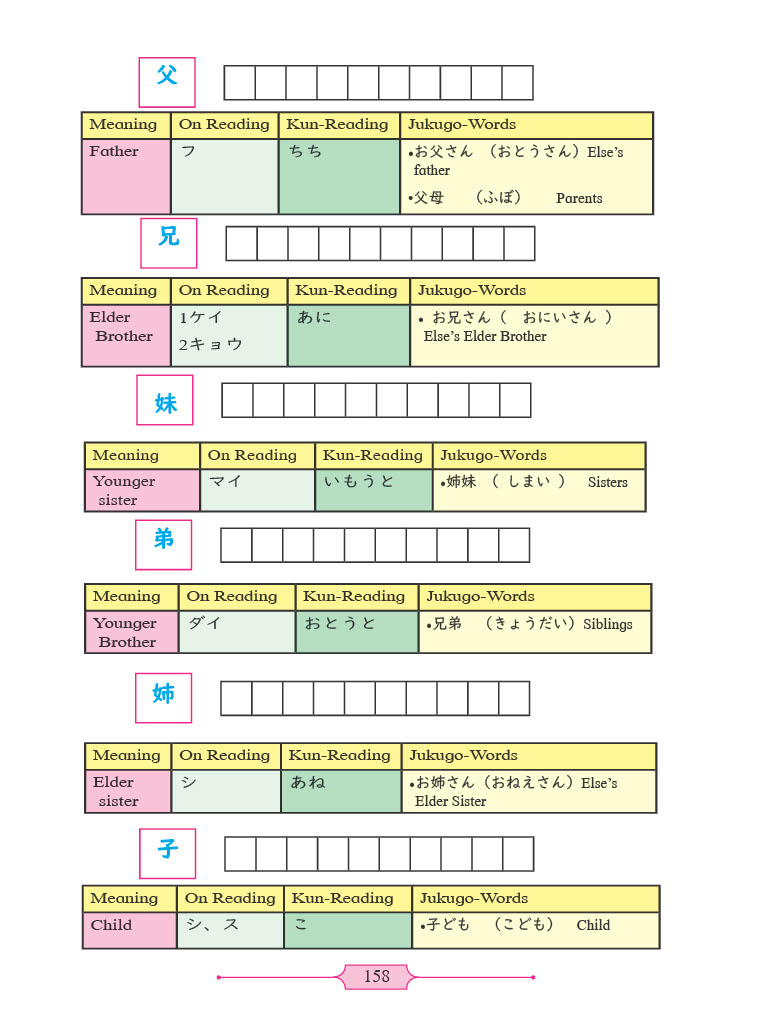 父
Meaning On Reading Kun-Reading Jukugo-Words
Father フ ちち •お父さん （おとうさん）Else's
father
•父母 （ふぼ） Parents
兄
Meaning On Reading Kun-Reading Jukugo-Words
Elder 1ケイ あに • お兄さん（ おにいさん ）
Brother 2キョウ Else's Elder Brother
妹
Meaning On Reading Kun-Reading Jukugo-Words
Younger マイ いもうと •姉妹 （ しまい ） Sisters
sister
弟
Meaning On Reading Kun-Reading Jukugo-Words
Younger ダイ おとうと •兄弟 （きょうだい）Siblings
Brother
姉
Meaning On Reading Kun-Reading Jukugo-Words
Elder シ あね •お姉さん（おねえさん）Else's
sister Elder Sister
子
Meaning On Reading Kun-Reading Jukugo-Words
Child シ、ス こ •子ども （こども） Child
158